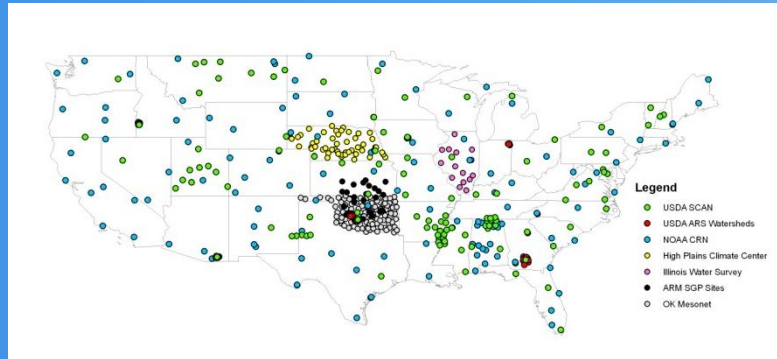 Legend
USDA SCAN
USDA ARS Watersheds
NOAA CRN
High Plains Climate Center
Illinois Water Survey
ARM SGP Sites
OK Mesonet